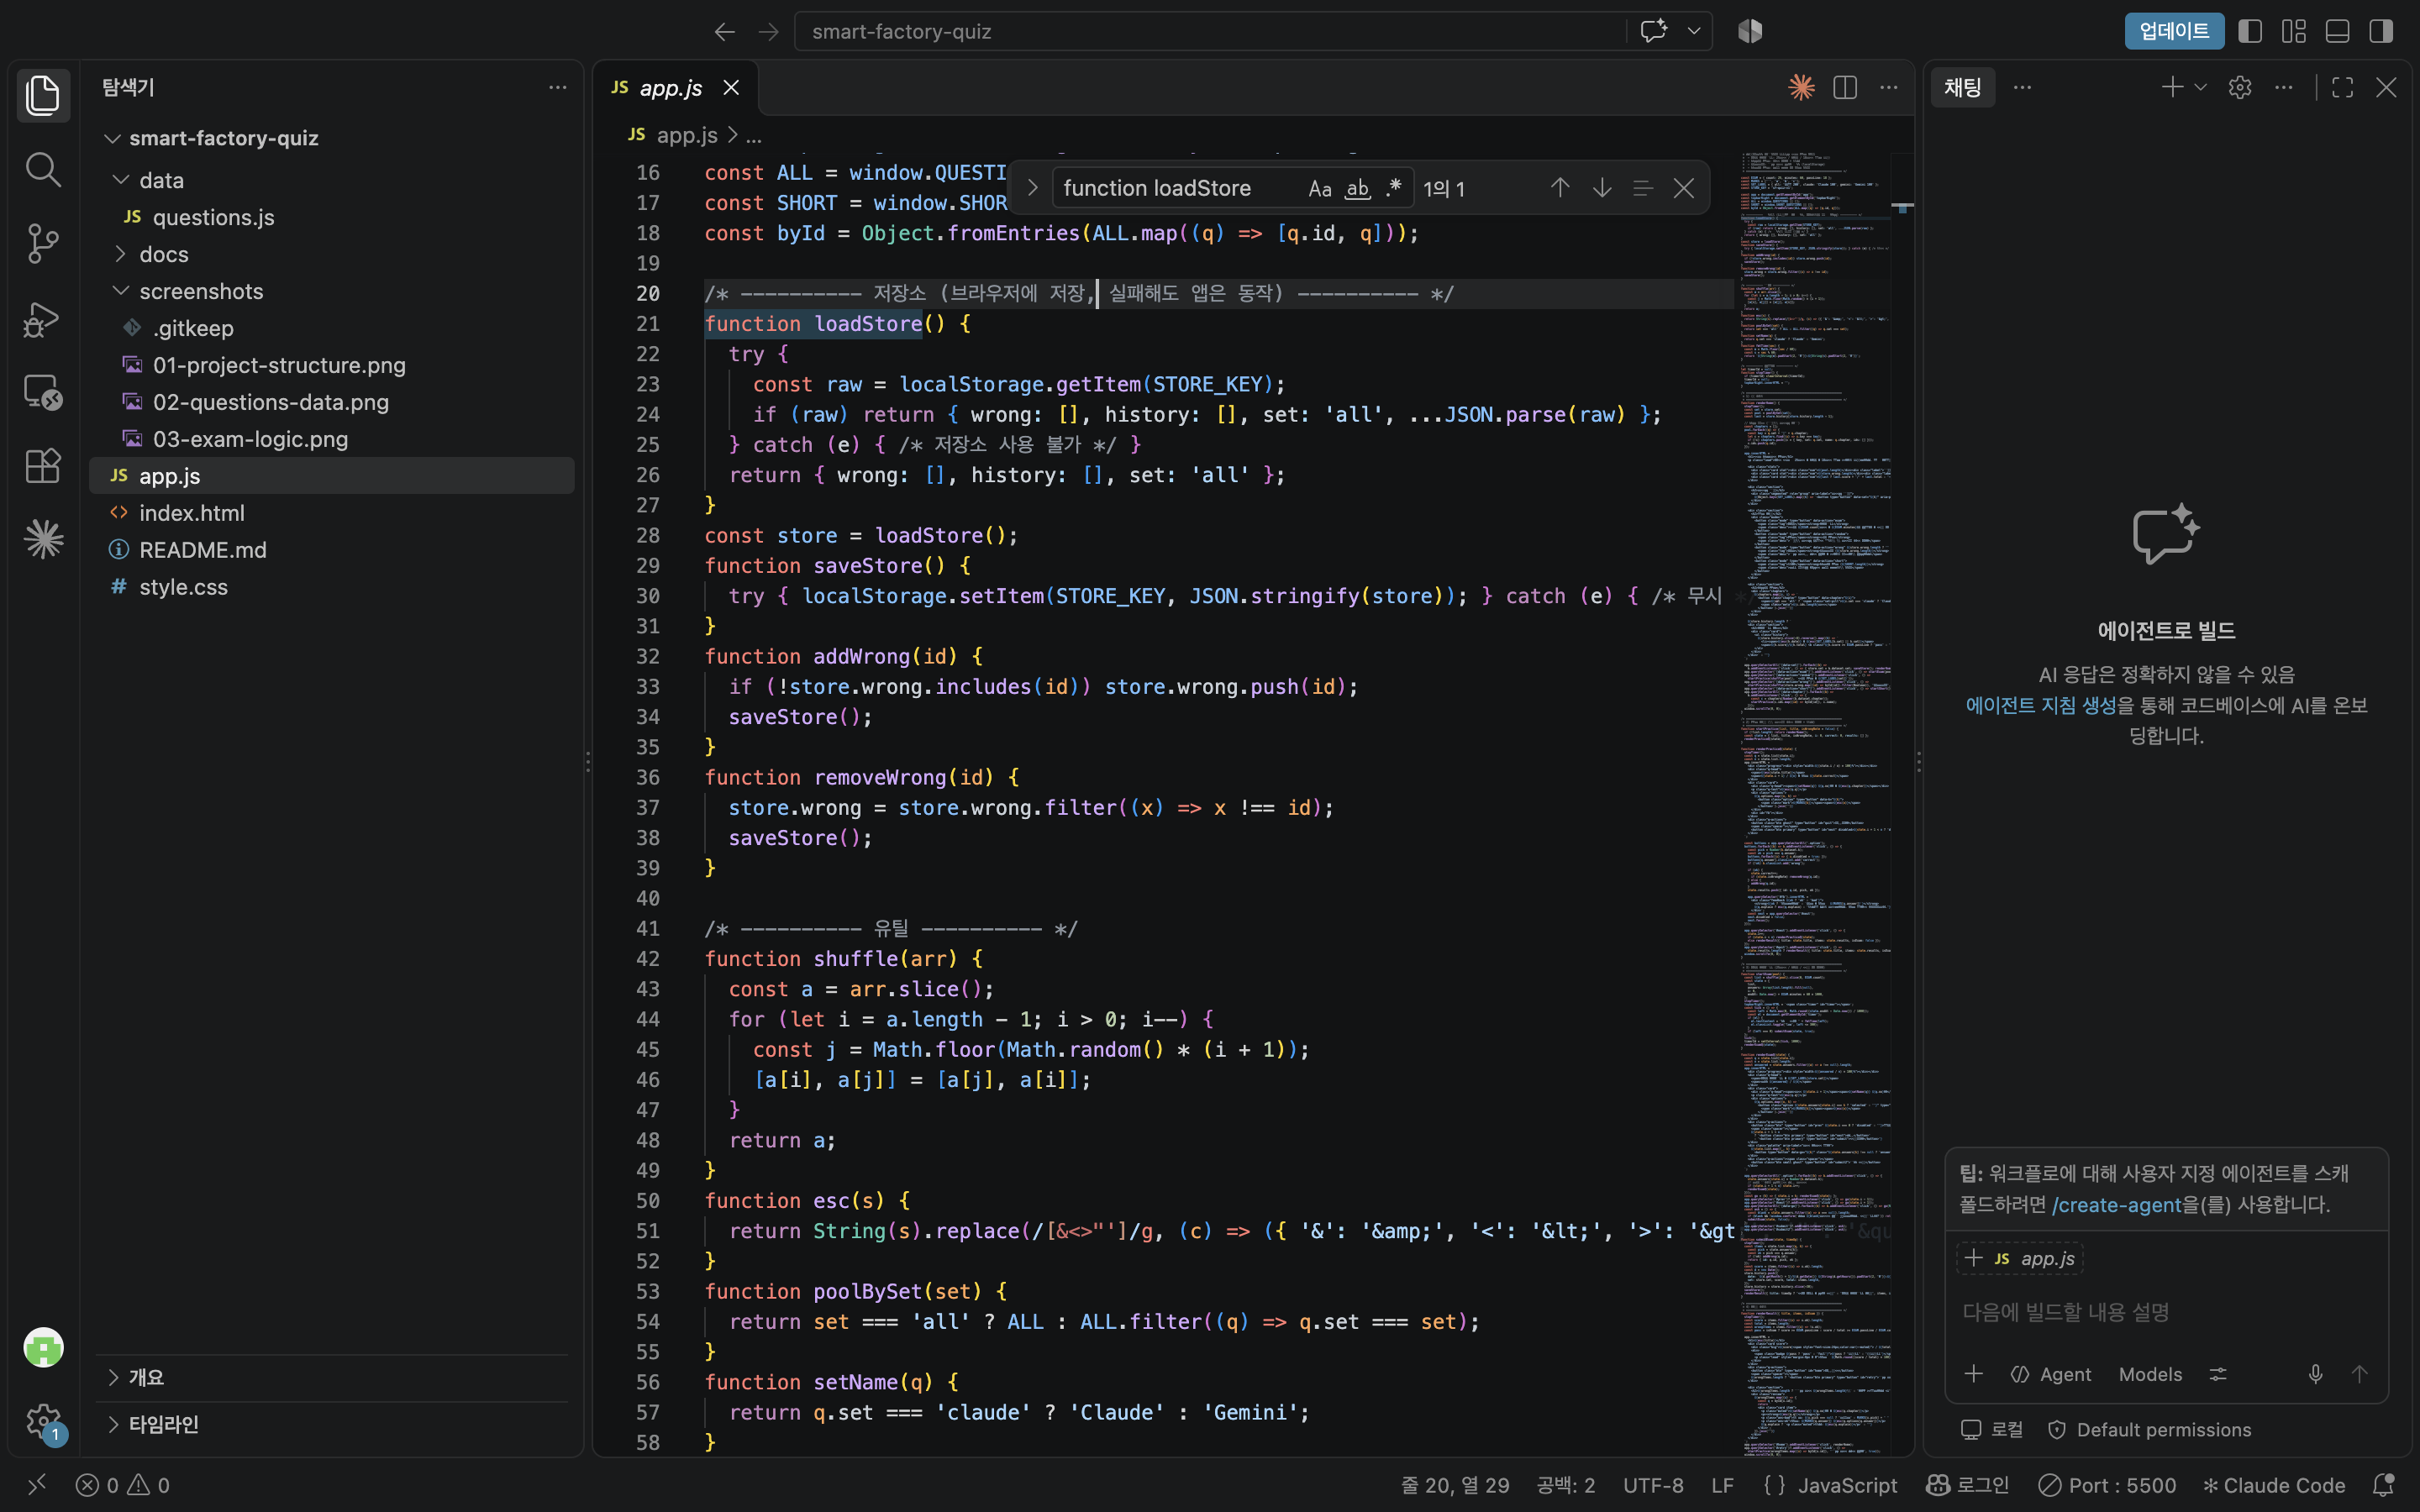 smart-factory-quiz
업데이트
탐색기
smart-factory-quiz
data
JS questions.js
docs
screenshots
.gitkeep
01-project-structure.png
02-questions-data.png
03-exam-logic.png
JS app.js
<> index.html
README.md
# style.css
개요
타임라인
1
JS app.js
JS app.js > ...
function loadStore
Aa ab .* 1의 1
16 const ALL = window.QUESTI
17 const SHORT = window.SHOR
18 const byId = Object.fromEntries(ALL.map((q) => [q.id, q]));
19
20 /* ---------- 저장소 (브라우저에 저장, 실패해도 앱은 동작) ---------- */
21 function loadStore() {
22 try {
23 const raw = localStorage.getItem(STORE_KEY);
24 if (raw) return { wrong: [], history: [], set: 'all', ...JSON.parse(raw) };
25 } catch (e) { /* 저장소 사용 불가 */ }
26 return { wrong: [], history: [], set: 'all' };
27 }
28 const store = loadStore();
29 function saveStore() {
30 try { localStorage.setItem(STORE_KEY, JSON.stringify(store)); } catch (e) { /* 무시 */
31 }
32 function addWrong(id) {
33 if (!store.wrong.includes(id)) store.wrong.push(id);
34 saveStore();
35 }
36 function removeWrong(id) {
37 store.wrong = store.wrong.filter((x) => x !== id);
38 saveStore();
39 }
40
41 /* ---------- 유틸 ---------- */
42 function shuffle(arr) {
43 const a = arr.slice();
44 for (let i = a.length - 1; i > 0; i--) {
45 const j = Math.floor(Math.random() * (i + 1));
46 [a[i], a[j]] = [a[j], a[i]];
47 }
48 return a;
49 }
50 function esc(s) {
51 return String(s).replace(/[&<>"']/g, (c) => ({ '&': '&amp;', '<': '&lt;', '>': '&gt
52 }
53 function poolBySet(set) {
54 return set === 'all' ? ALL : ALL.filter((q) => q.set === set);
55 }
56 function setName(q) {
57 return q.set === 'claude' ? 'Claude' : 'Gemini';
58 }
채팅
에이전트로 빌드
AI 응답은 정확하지 않을 수 있음
에이전트 지침 생성을 통해 코드베이스에 AI를 온보
딩합니다.
팁: 워크플로에 대해 사용자 지정 에이전트를 스캐
폴드하려면 /create-agent을(를) 사용합니다.
JS app.js
다음에 빌드할 내용 설명
Agent Models
로컬 Default permissions
0 0
줄 20, 열 29 공백: 2 UTF-8 LF { } JavaScript 로그인 Port : 5500 Claude Code